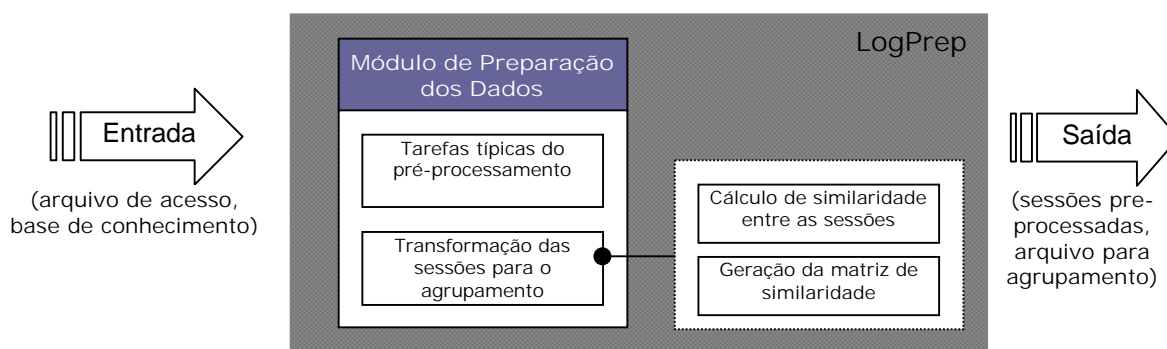 LogPrep
Módulo de Preparação
dos Dados
Entrada
(arquivo de acesso,
base de conhecimento)
Tarefas típicas do
pré-processamento
Transformação das
sessões para o
agrupamento
Cálculo de similaridade
entre as sessões
Geração da matriz de
similaridade
Saída
(sessões pre-
processadas,
arquivo para
agrupamento)